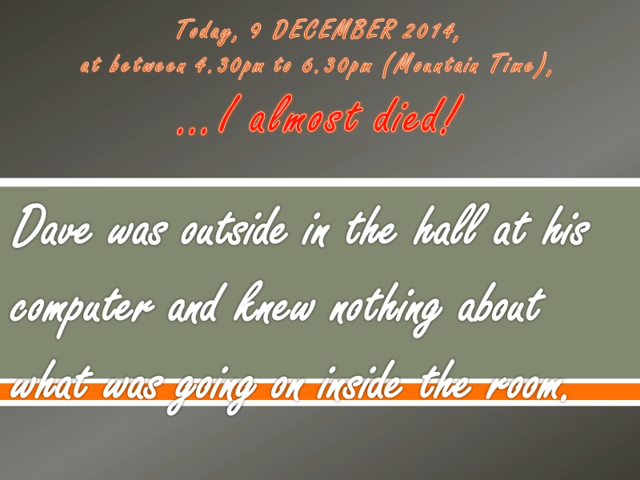 Today, 9 DECEMBER 2014,
at between 4.30pm to 6.30pm (Mountain Time),
...I almost died!
Dave was outside in the hall at his
computer and knew nothing about
what was going on inside the room.